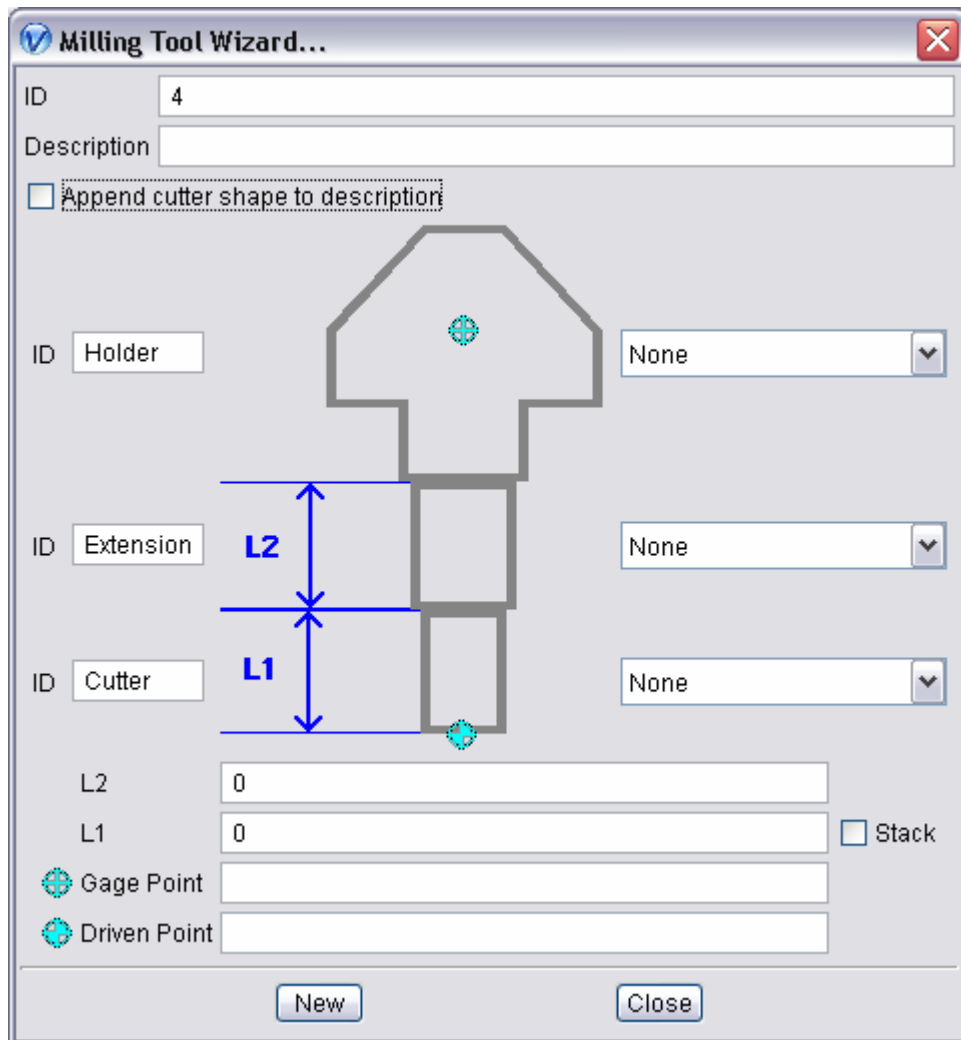 Milling Tool Wizard...
ID 4
Description
Append cutter shape to description
ID Holder None
ID Extension L2 None
ID Cutter L1 None
L2 0
L1 0 Stack
Gage Point
Driven Point
New Close